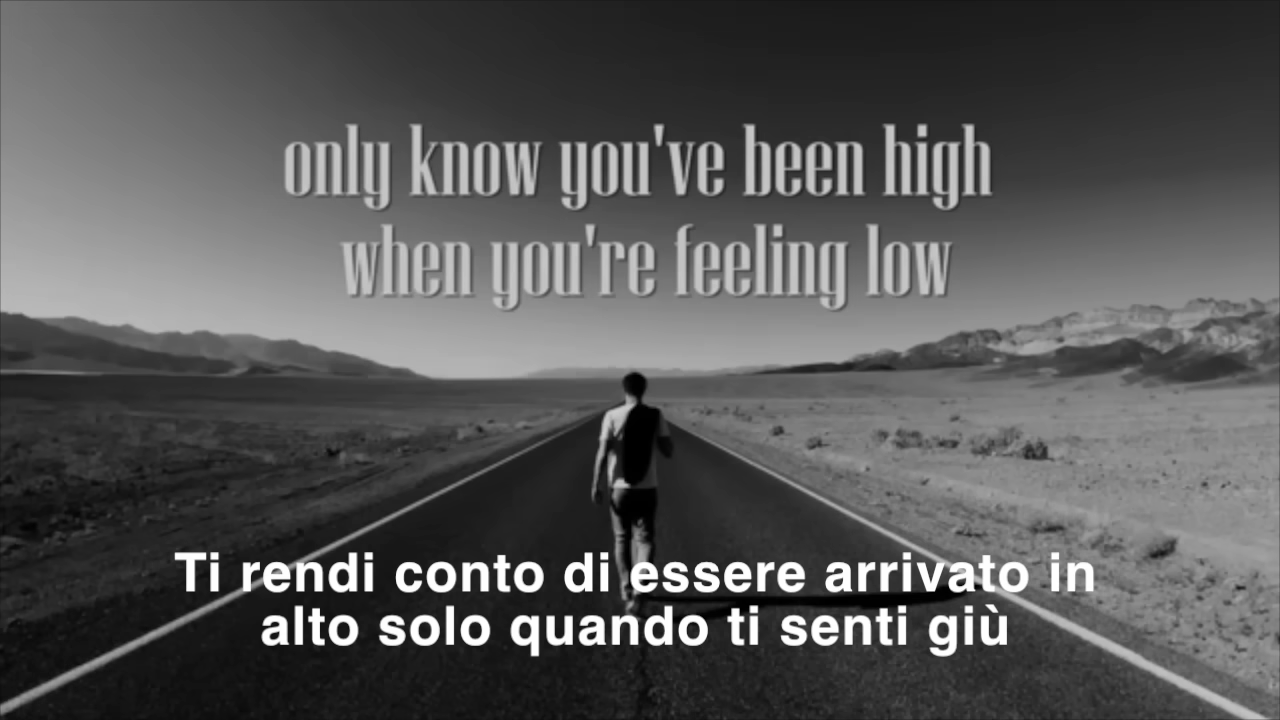 only know you've been high
when you're feeling low
Ti rendi conto di essere arrivato in
alto solo quando ti senti giù